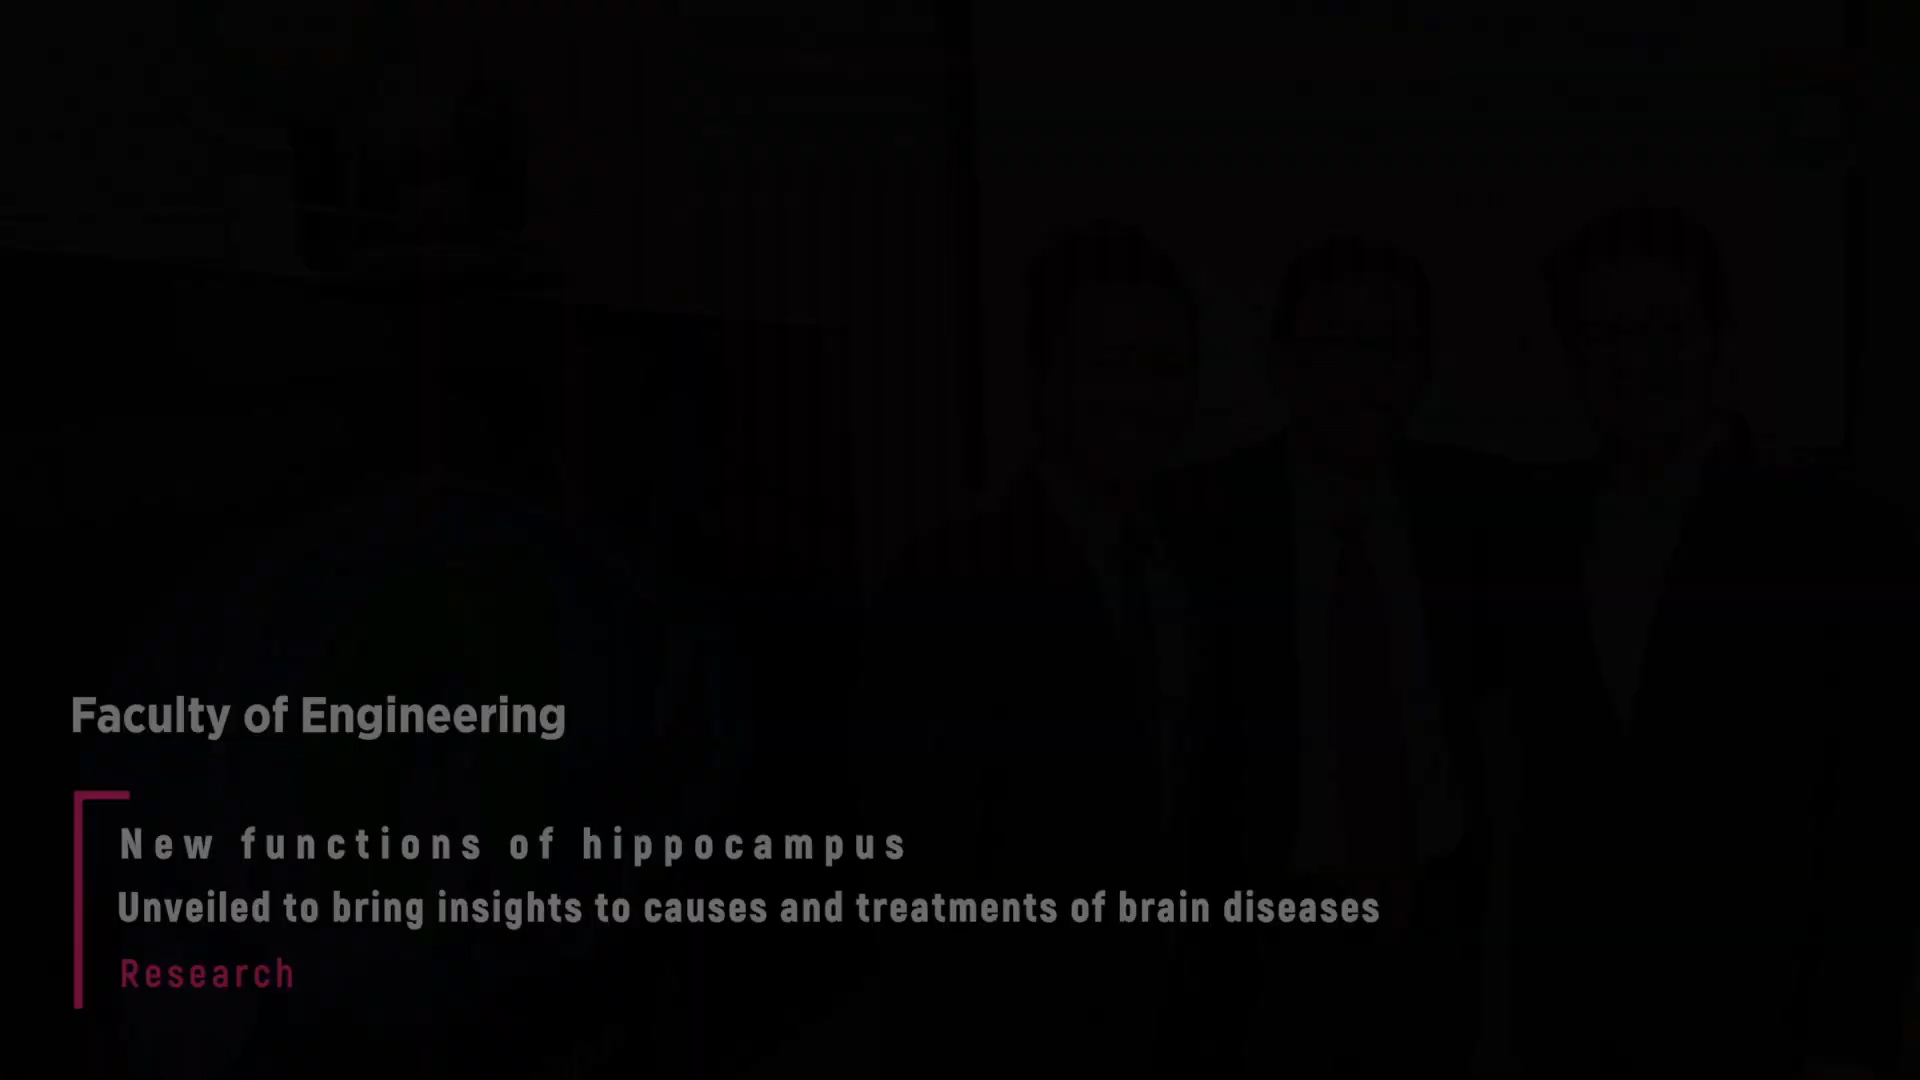 Faculty of Engineering
New functions of hippocampus
Unveiled to bring insights to causes and treatments of brain diseases
Research